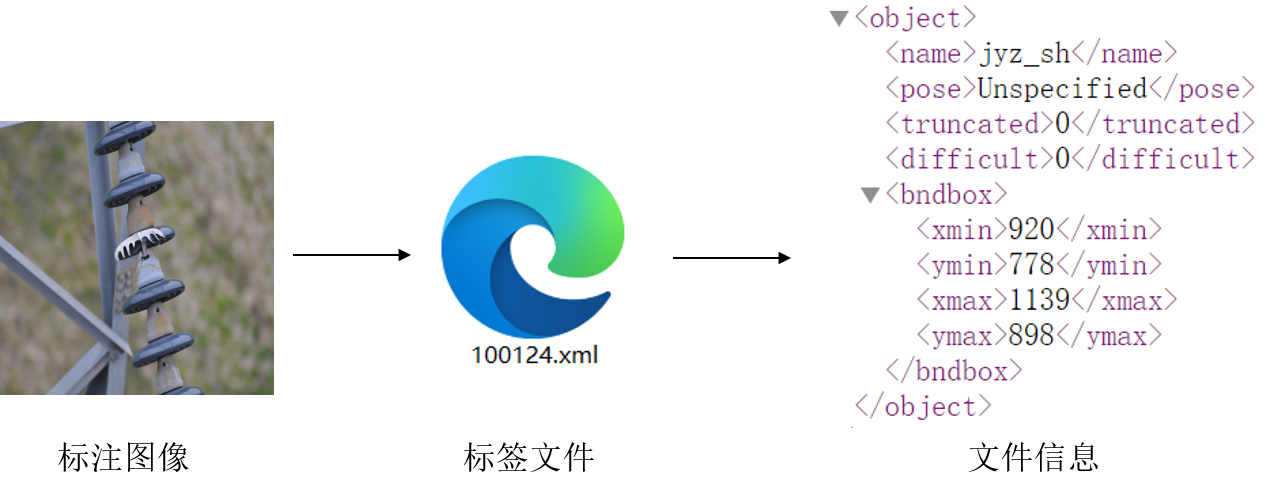 <object>
<name>jyz_sh</name>
<pose>Unspecified</pose>
<truncated>0</truncated>
<difficult>0</difficult>
<bndbox>
<xmin>920</xmin>
<ymin>778</ymin>
<xmax>1139</xmax>
<ymax>898</ymax>
</bndbox>
</object>
100124.xml
标注图像
标签文件
文件信息